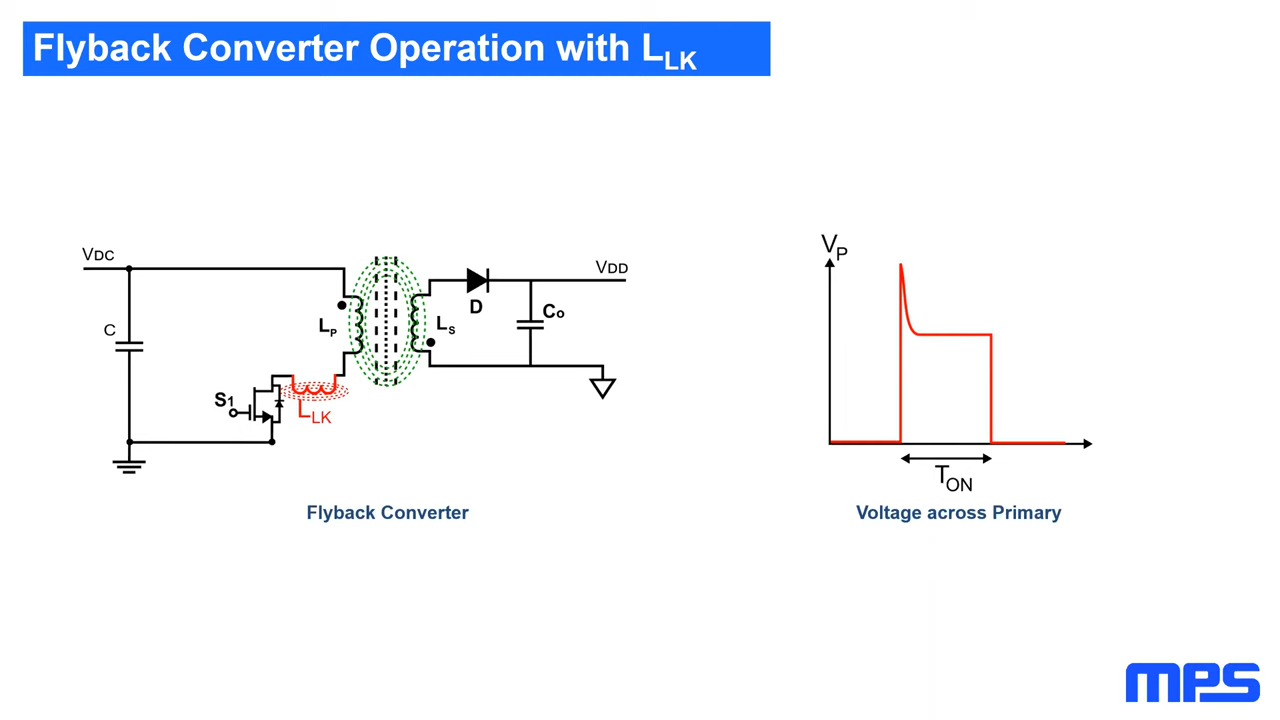 Flyback Converter Operation with LLK
VDC
C
S1
LLK
LP
LS
D
Co
VDD
Flyback Converter
VP
TON
Voltage across Primary
MPS